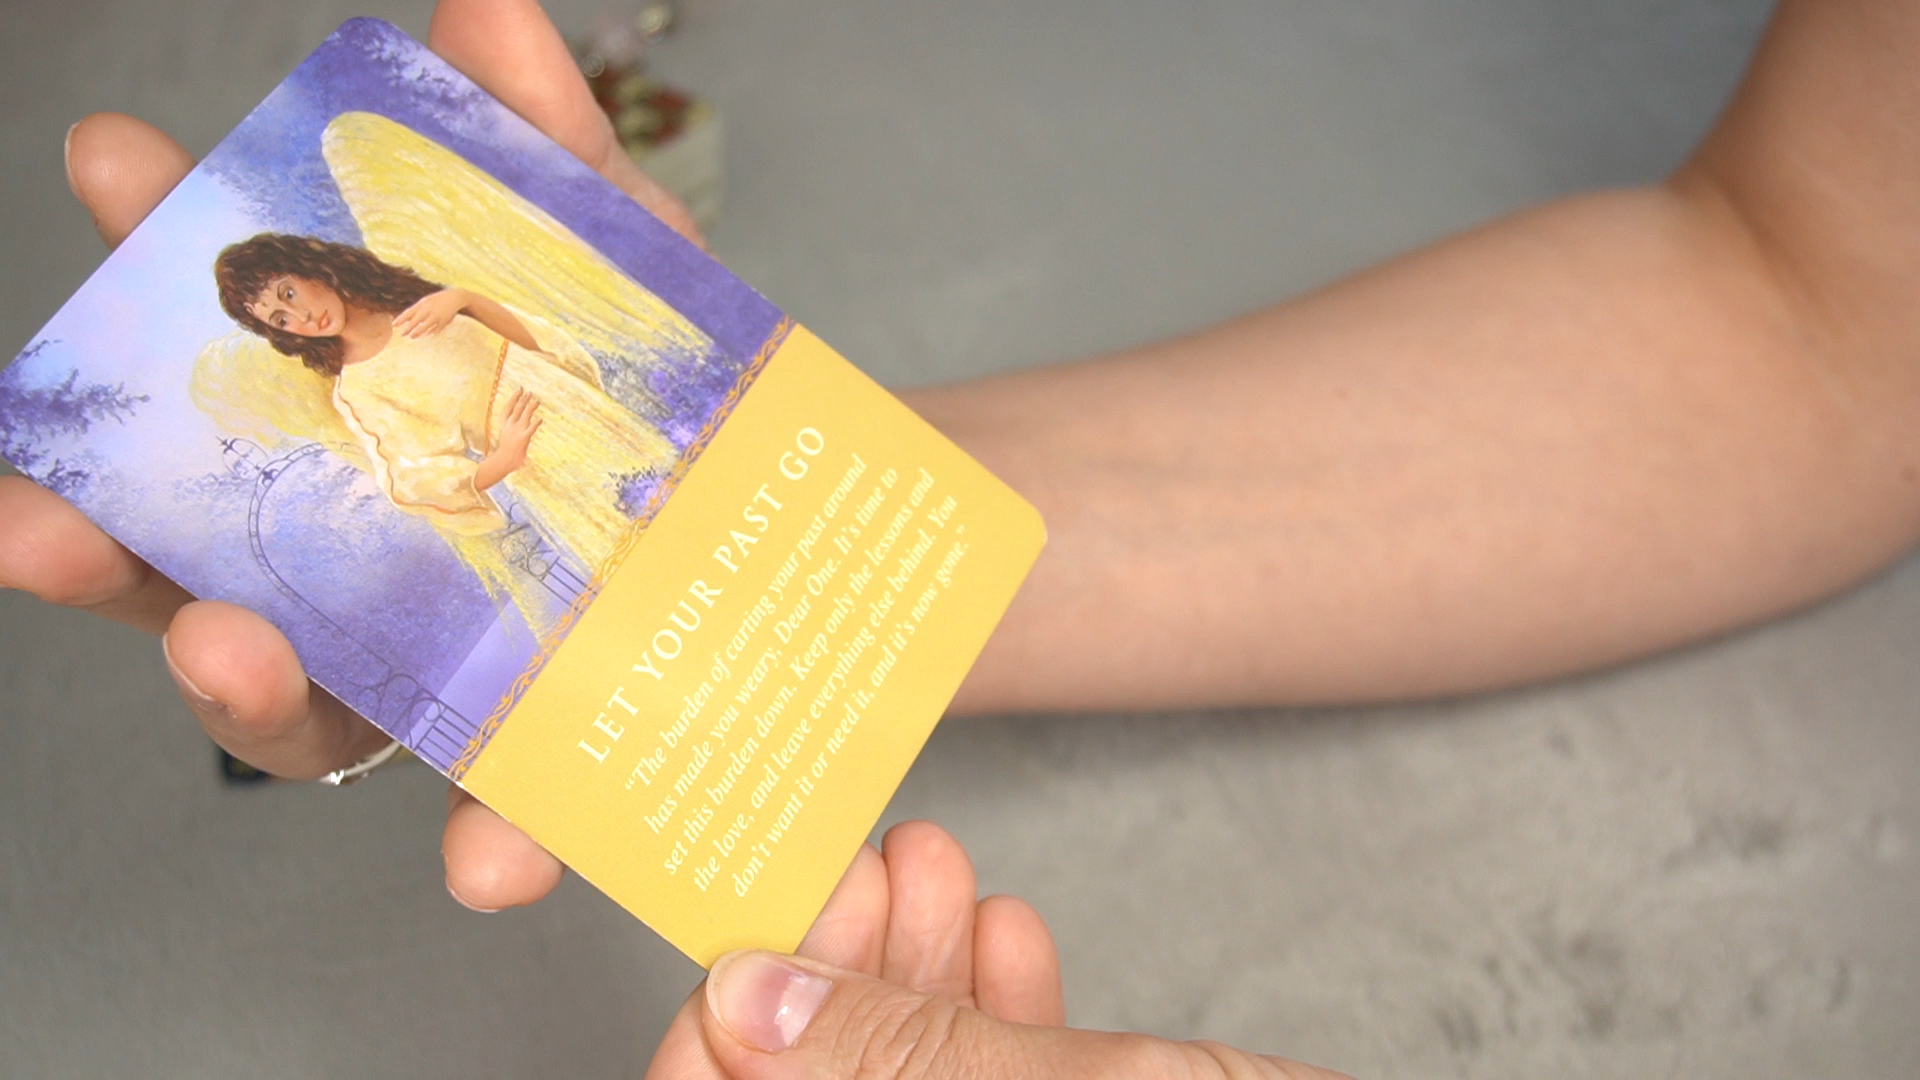 LET YOUR PAST GO
“The burden of carting your past around
has made you weary, Dear One. It's time to
set this burden down. Keep only the lessons and
the love, and leave everything else behind. You
don't want it or need it, and it's now gone.”